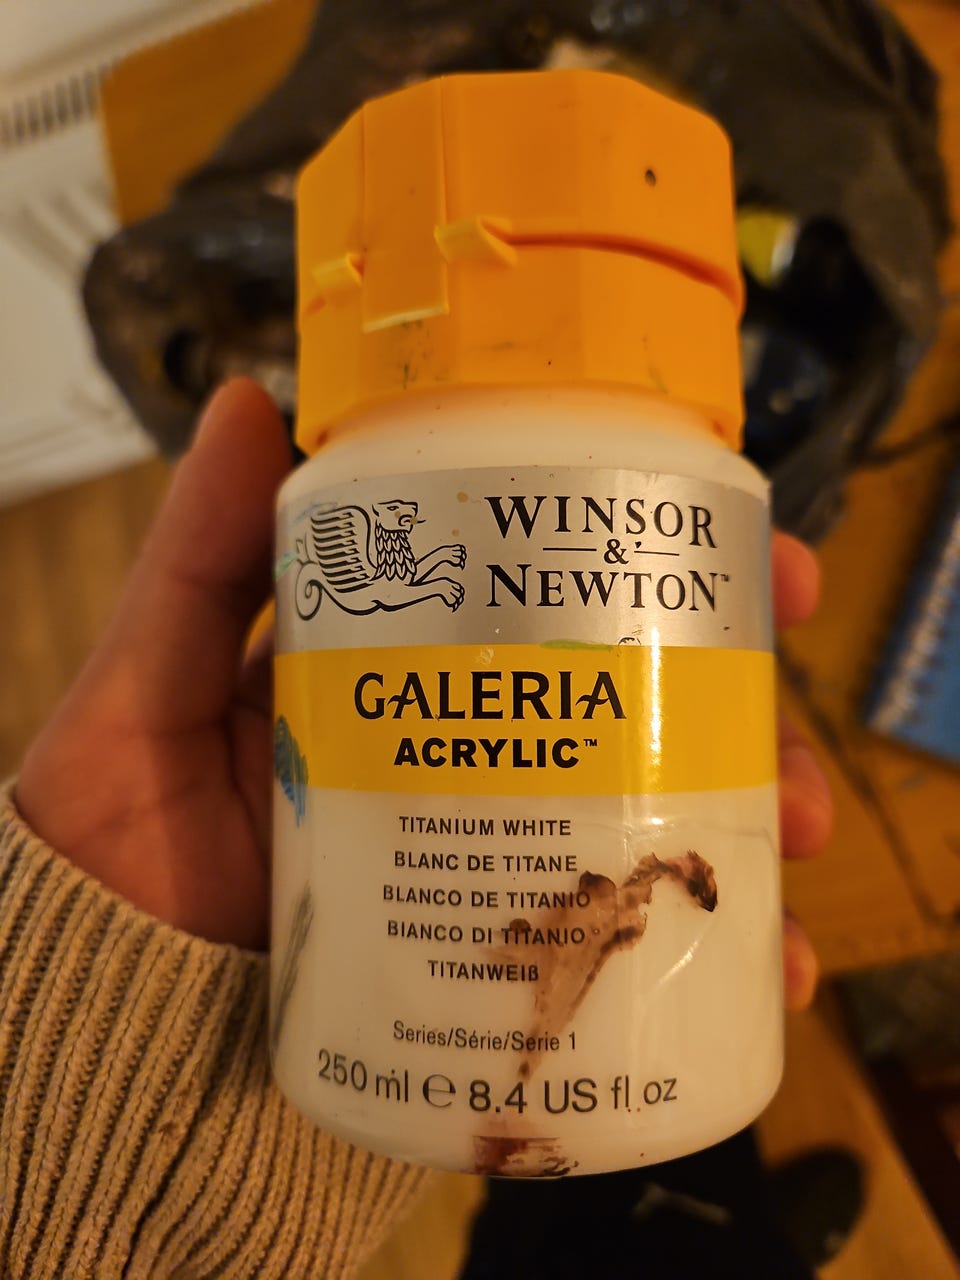 WINSOR
&
NEWTON™
GALERIA
ACRYLIC™
TITANIUM WHITE
BLANC DE TITANE
BLANCO DE TITANIO
BIANCO DI TITANIO
TITANWEIß
Series/Série/Serie 1
250 ml ℮ 8.4 US fl oz